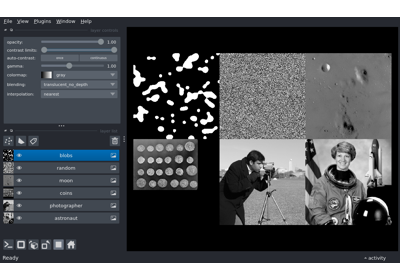 File View Plugins Window Help
opacity: 1.00
contrast limits:
auto-contrast: once continuous
gamma: 1.00
colormap: gray
blending: translucent_no_depth
interpolation: nearest
blobs
random
moon
coins
photographer
astronaut
Ready
activity